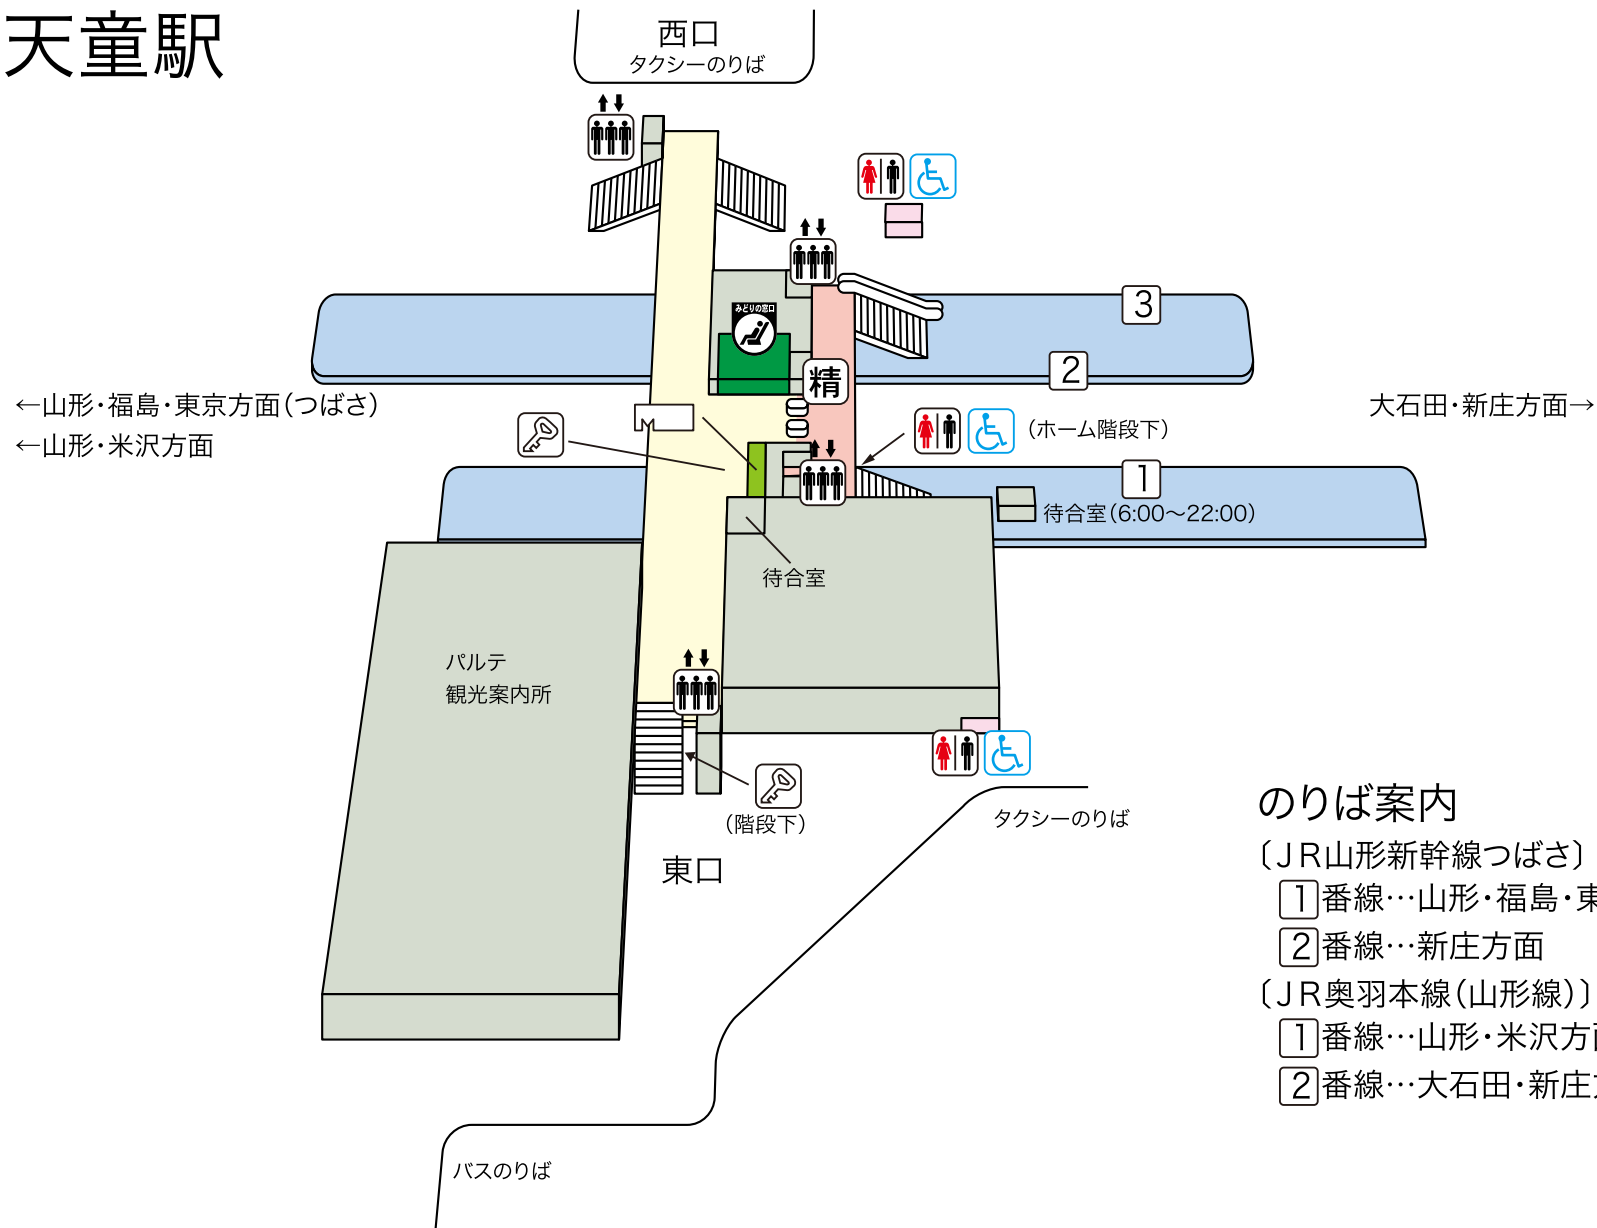 天童駅
西口
タクシーのりば
みどりの窓口
3
2
精
←山形・福島・東京方面(つばさ)
←山形・米沢方面
大石田・新庄方面→
(ホーム階段下)
1
待合室(6:00～22:00)
待合室
パルテ
観光案内所
(階段下)
東口
タクシーのりば
バスのりば
のりば案内
〔JR山形新幹線つばさ〕
1番線…山形・福島・東
2番線…新庄方面
〔JR奥羽本線(山形線)〕
1番線…山形・米沢方面
2番線…大石田・新庄方